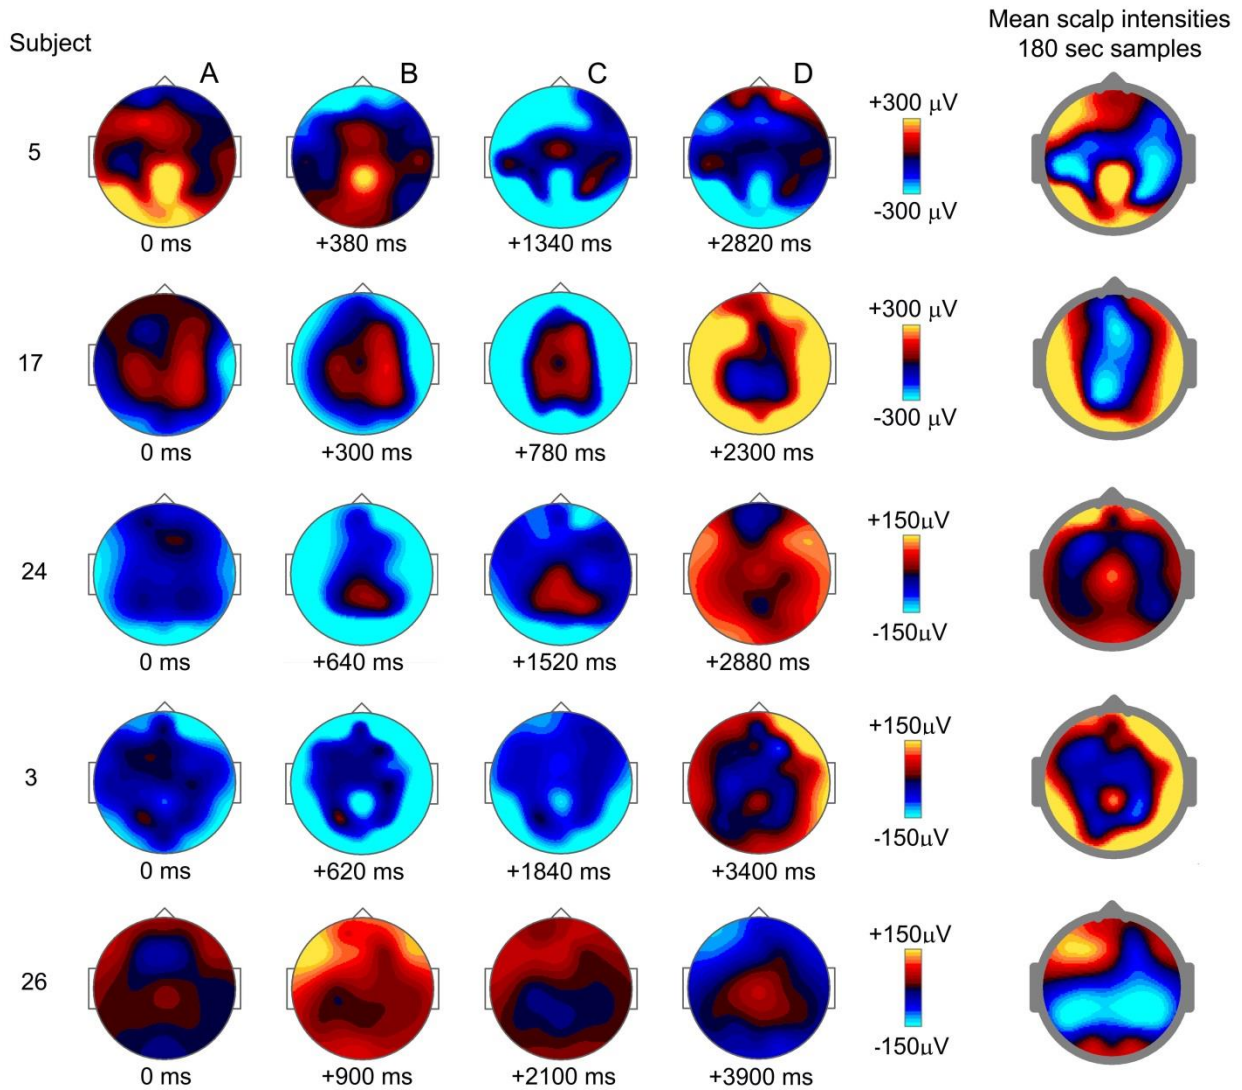 Mean scalp intensities
180 sec samples
Subject
A B C D
5
+300 μV
-300 μV
0 ms +380 ms +1340 ms +2820 ms
17
+300 μV
-300 μV
0 ms +300 ms +780 ms +2300 ms
24
+150μV
-150μV
0 ms +640 ms +1520 ms +2880 ms
3
+150μV
-150μV
0 ms +620 ms +1840 ms +3400 ms
26
+150μV
-150μV
0 ms +900 ms +2100 ms +3900 ms